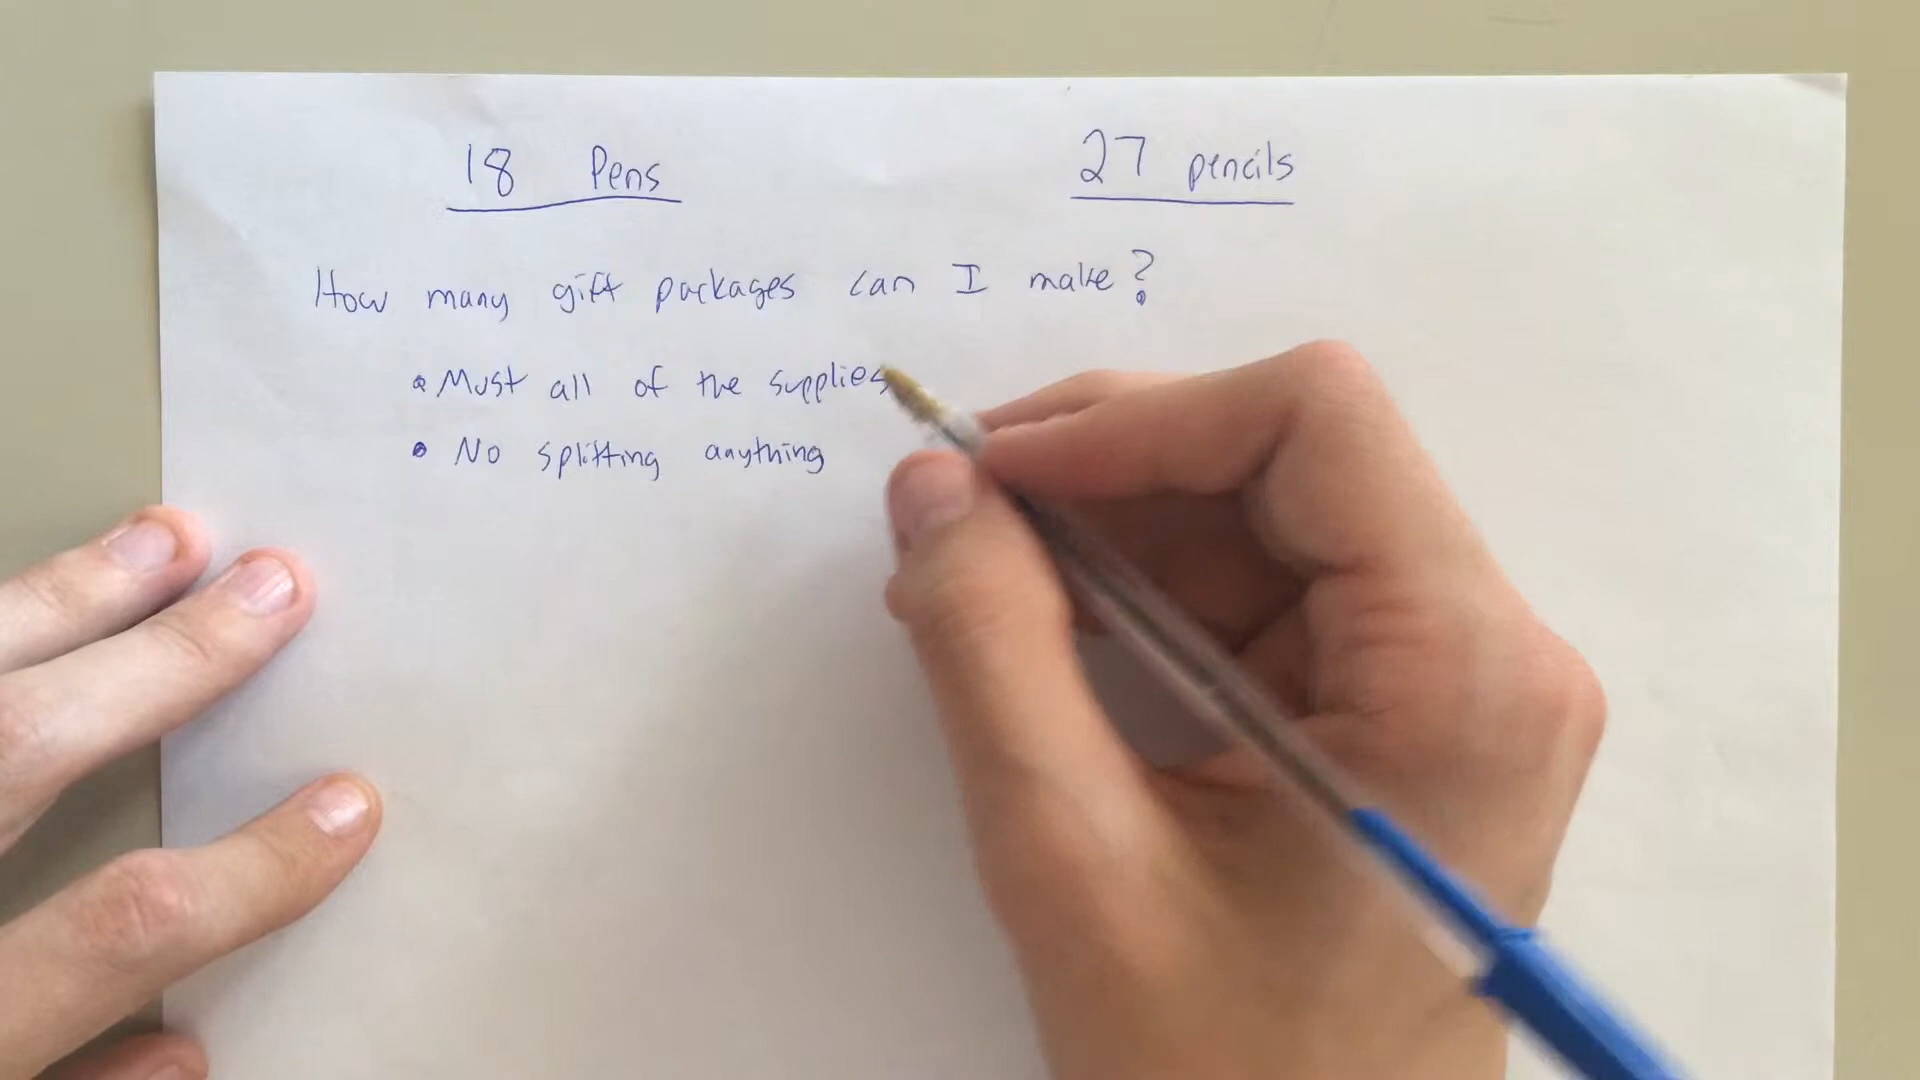 18 Pens 27 pencils
How many gift packages can I make?
• Must all of the supplies
• No splitting anything